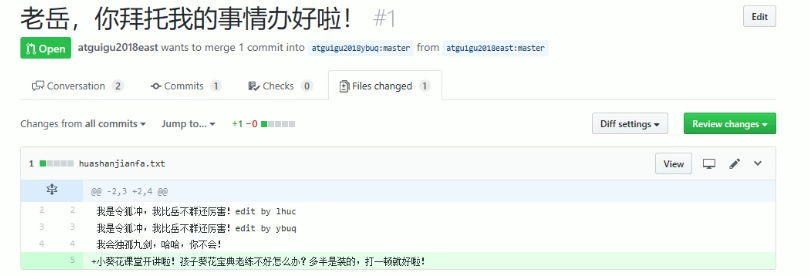 老岳，你拜托我的事情办好啦！ #1
Edit
Open atguigu2018east wants to merge 1 commit into atguigu2018ybuq:master from atguigu2018east:master
Conversation 2 Commits 1 Checks 0 Files changed 1
Changes from all commits Jump to... +1 −0 Diff settings Review changes
1 huashanjianfa.txt View
@@ -2,3 +2,4 @@
2 2 我是令狐冲，我比岳不群还厉害！edit by lhuc
3 3 我是令狐冲，我比岳不群还厉害！edit by ybuq
4 4 我会独孤九剑，哈哈，你不会！
5 +小葵花课堂开讲啦！孩子葵花宝典老练不好怎么办？多半是装的，打一顿就好啦！